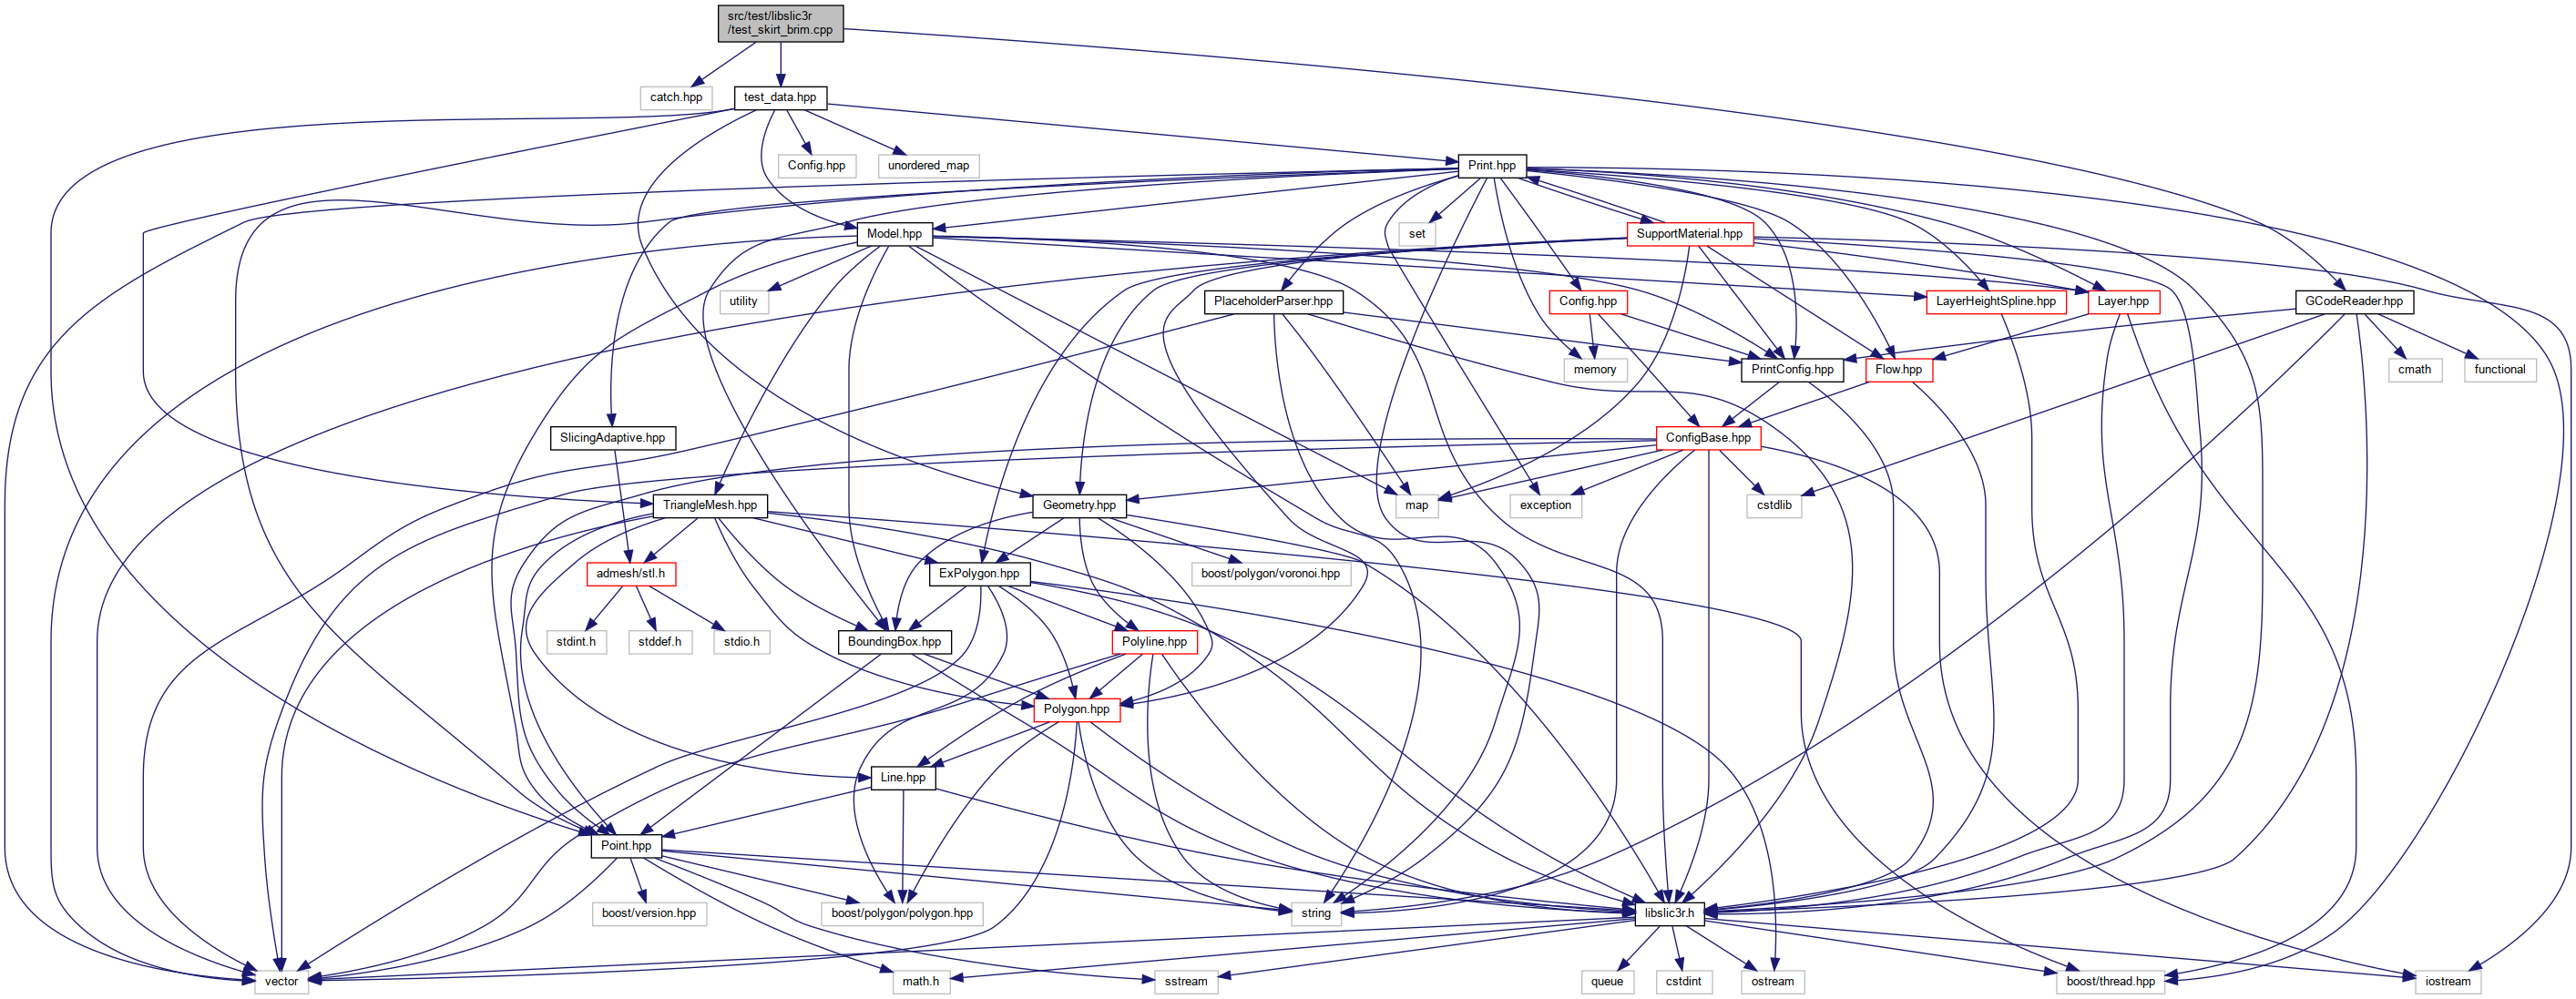 src/test/libslic3r
/test_skirt_brim.cpp
catch.hpp
test_data.hpp
Config.hpp
unordered_map
Print.hpp
Model.hpp
set
SupportMaterial.hpp
utility
PlaceholderParser.hpp
Config.hpp
LayerHeightSpline.hpp
Layer.hpp
GCodeReader.hpp
memory
PrintConfig.hpp
Flow.hpp
cmath
functional
SlicingAdaptive.hpp
ConfigBase.hpp
TriangleMesh.hpp
Geometry.hpp
map
exception
cstdlib
admesh/stl.h
ExPolygon.hpp
boost/polygon/voronoi.hpp
stdint.h
stddef.h
stdio.h
BoundingBox.hpp
Polyline.hpp
Polygon.hpp
Line.hpp
Point.hpp
boost/version.hpp
boost/polygon/polygon.hpp
string
libslic3r.h
vector
math.h
sstream
queue
cstdint
ostream
boost/thread.hpp
iostream